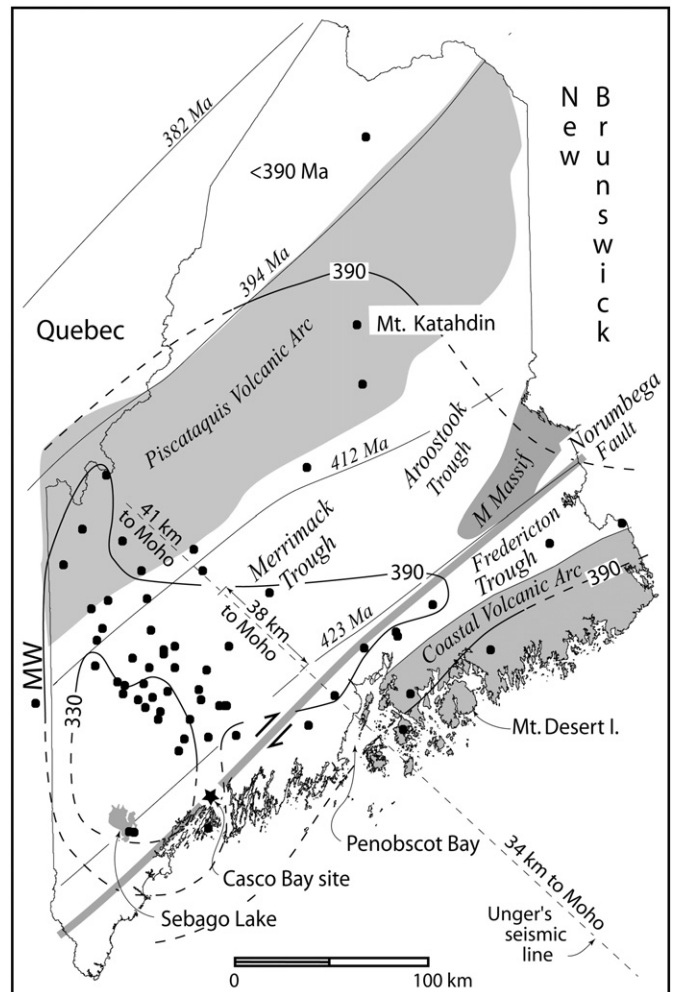 New
Brunswick
382 Ma
<390 Ma
394 Ma
390
Quebec
Mt. Katahdin
Piscataquis Volcanic Arc
Norumbega
Fault
Aroostook
Trough
412 Ma
M Massif
41 km
to Moho
Merrimack
Trough
Fredericton
Trough
390
Coastal Volcanic Arc
390
38 km
to Moho
423 Ma
MW
330
Mt. Desert I.
Penobscot Bay
34 km to Moho
Casco Bay site
Sebago Lake
Unger's
seismic
line
0
100 km